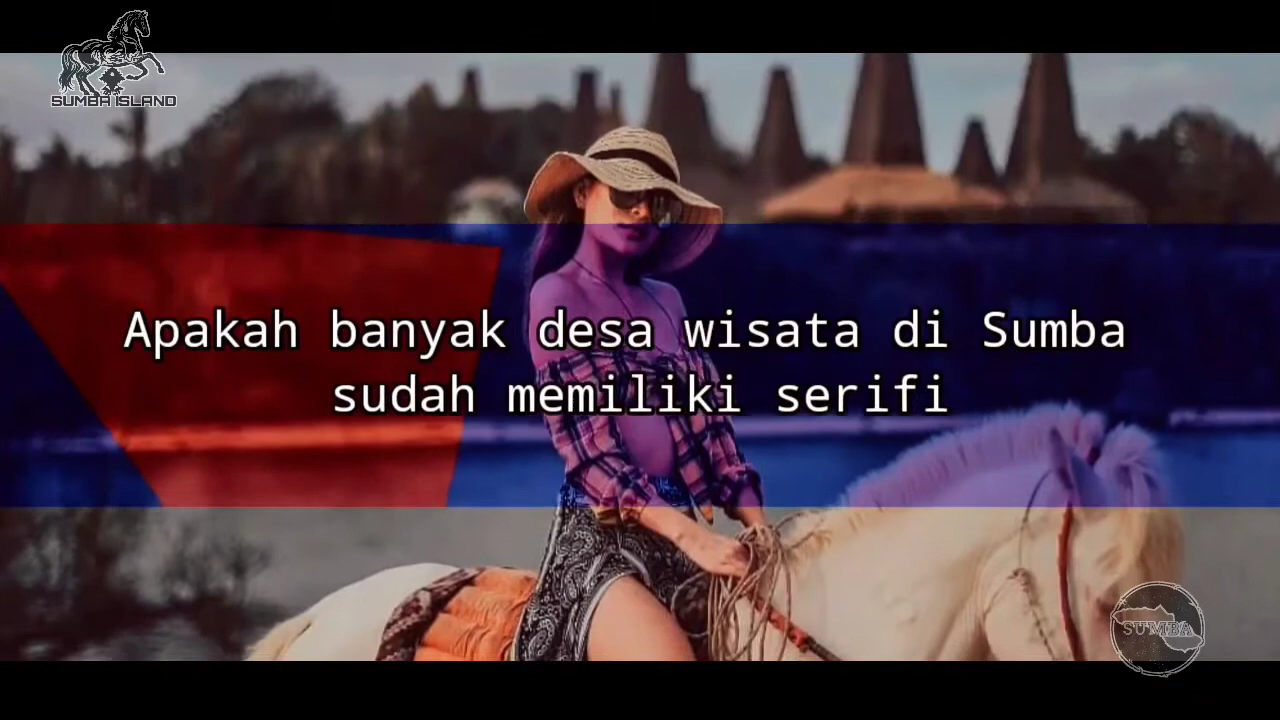 SUMBA ISLAND
Apakah banyak desa wisata di Sumba
sudah memiliki serifi
SUMBA